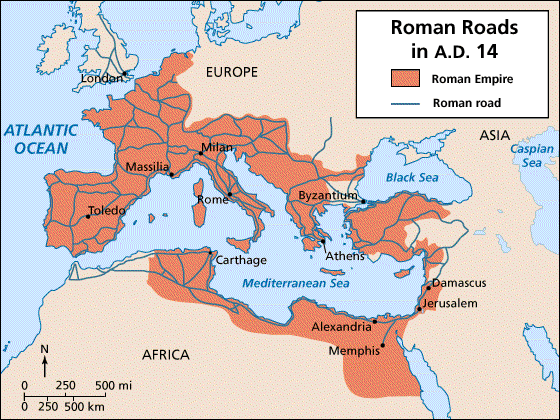 Roman Roads
in A.D. 14
Roman Empire
Roman road
London
EUROPE
ATLANTIC
OCEAN
ASIA
Caspian
Sea
Milan
Massilia
Black Sea
Rome
Byzantium
Toledo
Athens
Carthage
Mediterranean Sea
Damascus
Jerusalem
Alexandria
Memphis
AFRICA
N
0 250 500 mi
0 250 500 km